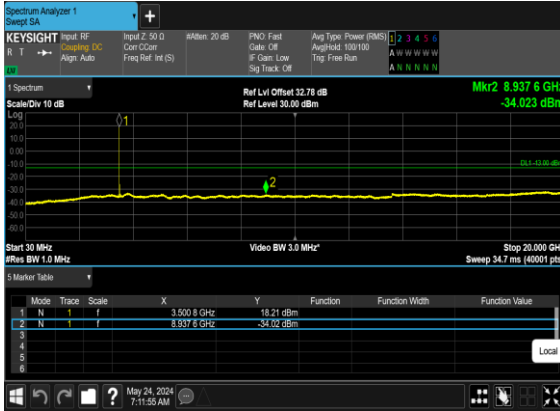 Spectrum Analyzer 1
Swept SA
+
KEYSIGHT Input: RF Input Z: 50 Ω #Atten: 20 dB PNO: Fast Avg Type: Power (RMS) 1 2 3 4 5 6
R T Coupling: DC Corr CCorr Gate: Off Avg|Hold: 100/100 A W W W W W
Align: Auto Freq Ref: Int (S) IF Gain: Low Trig: Free Run
Sig Track: Off A N N N N N
1 Spectrum Ref Lvl Offset 32.78 dB Mkr2 8.937 6 GHz
Scale/Div 10 dB Ref Level 30.00 dBm -34.023 dBm
Log
20.0
10.0
0.00
-10.0
-20.0
-30.0
-40.0
-50.0
-60.0
1
2
DL1 -13.00 dBm
Start 30 MHz Video BW 3.0 MHz* Stop 20.000 GHz
#Res BW 1.0 MHz Sweep 34.7 ms (40001 pts)
5 Marker Table
Mode Trace Scale X Y Function Function Width Function Value
1 N 1 f 3.500 8 GHz 18.21 dBm
2 N 1 f 8.937 6 GHz -34.02 dBm
3
4
5
6
Local
? May 24, 2024
7:11:55 AM